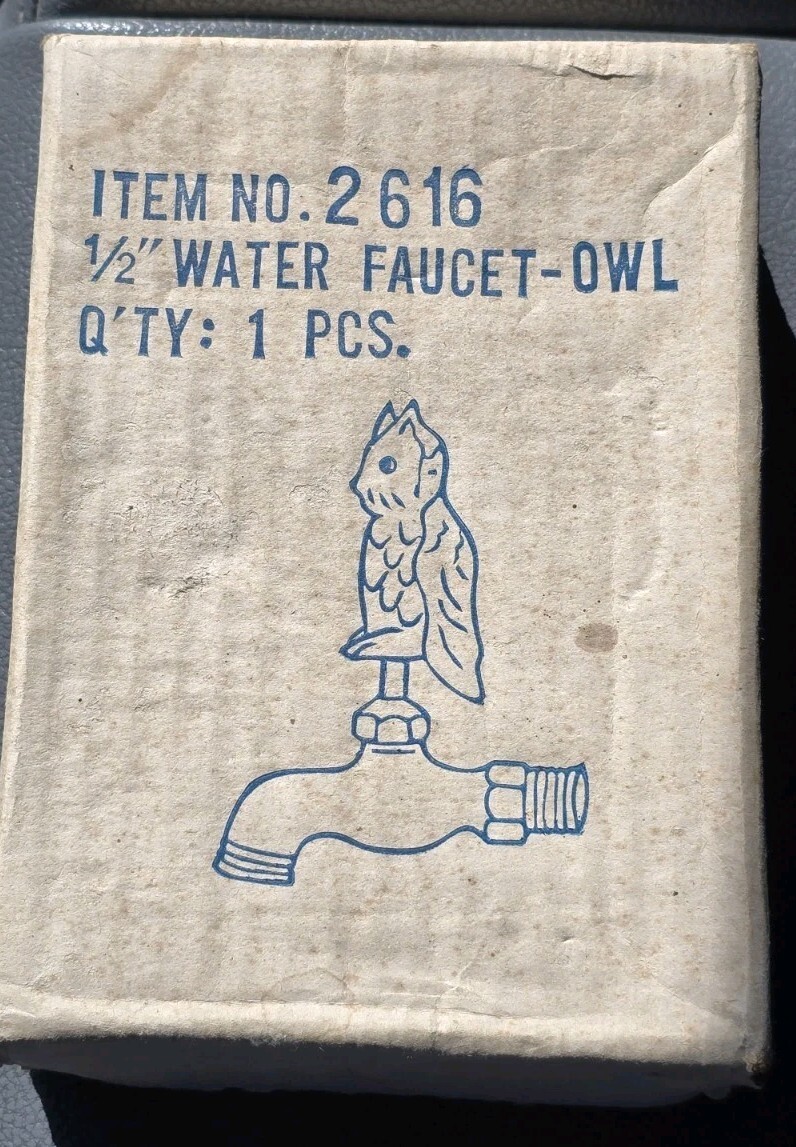 ITEM NO. 2616
1/2" WATER FAUCET-OWL
Q'TY: 1 PCS.